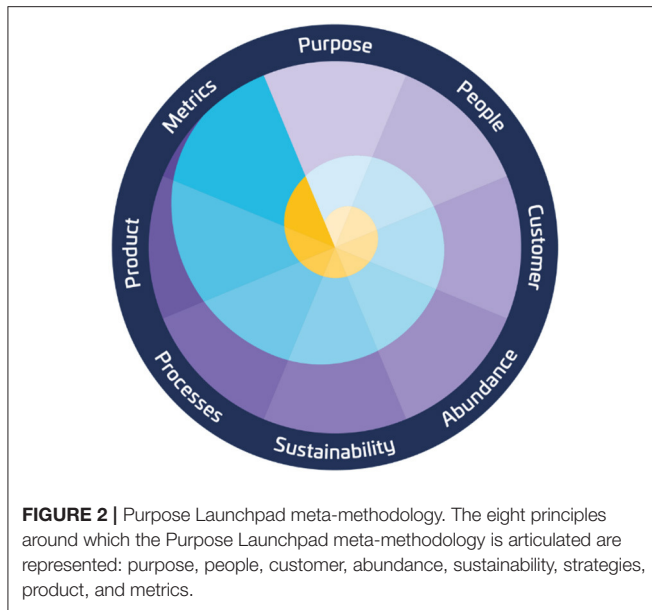 Purpose
People
Customer
Abundance
Sustainability
Processes
Product
Metrics
FIGURE 2 | Purpose Launchpad meta-methodology. The eight principles
around which the Purpose Launchpad meta-methodology is articulated are
represented: purpose, people, customer, abundance, sustainability, strategies,
product, and metrics.